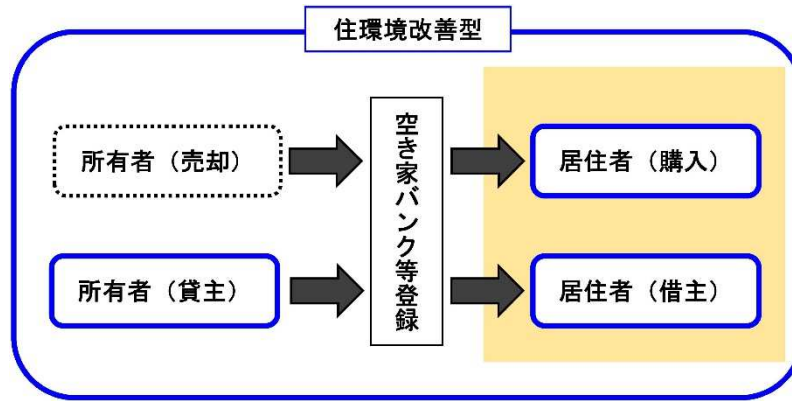 住環境改善型
所有者（売却）
空き家バンク等登録
居住者（購入）
所有者（貸主）
居住者（借主）